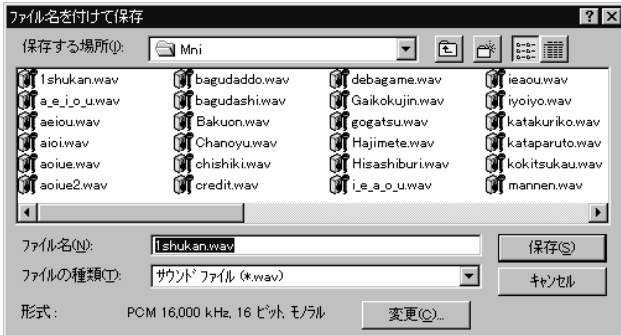 ファイル名を付けて保存
保存する場所(I):
Mni
1shukan.wav
a_e_i_o_u.wav
aeiou.wav
aioi.wav
aoiue.wav
aoiue2.wav
bagudaddo.wav
bagudashi.wav
Bakuon.wav
Chanoyu.wav
chishiki.wav
credit.wav
debagame.wav
Gaikokujin.wav
gogatsu.wav
Hajimete.wav
Hisashiburi.wav
i_e_a_o_u.wav
ieaou.wav
iyoiyo.wav
katakuriko.wav
kataparuto.wav
kokitsukau.wav
mannen.wav
ファイル名(N):
1shukan.wav
保存(S)
ファイルの種類(T):
サウンド ファイル (*.wav)
キャンセル
形式 :
PCM 16,000 kHz, 16 ビット, モノラル
変更(C)...